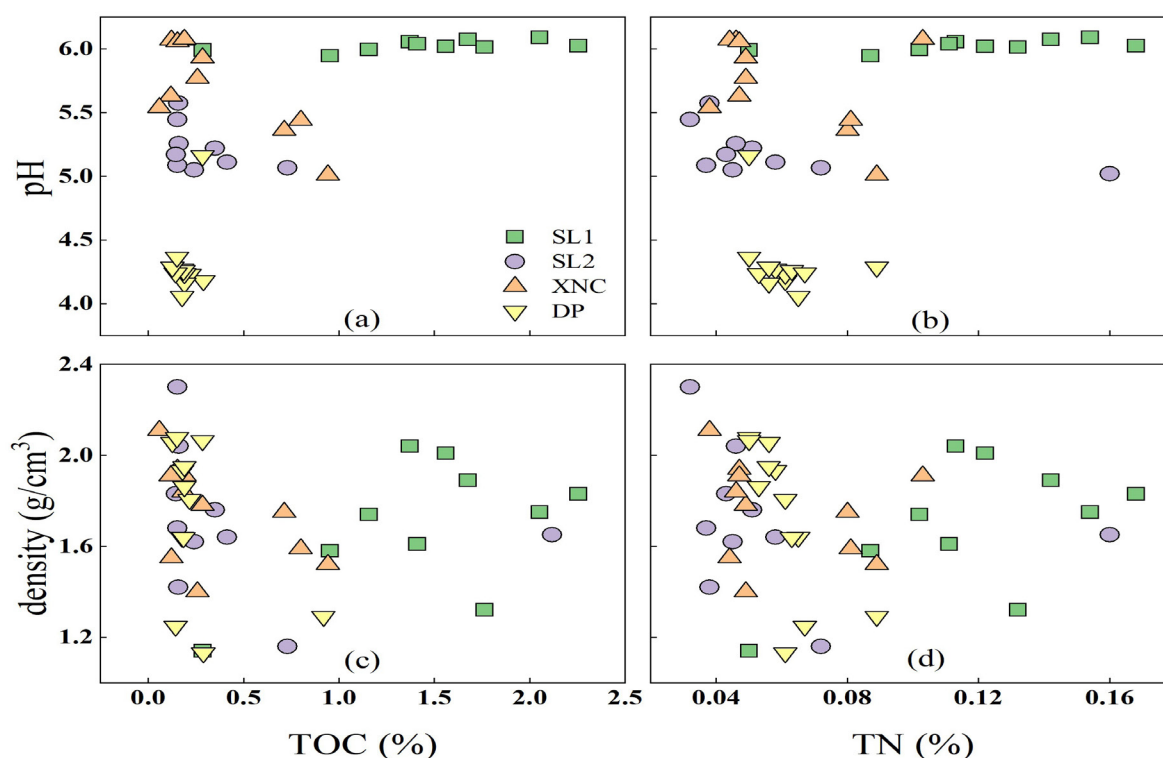 6.0
5.5
5.0
4.5
4.0
pH
SL1
SL2
XNC
DP
(a)
(b)
2.4
2.0
1.6
1.2
density (g/cm³)
(c)
(d)
0.0 0.5 1.0 1.5 2.0 2.5
0.04 0.08 0.12 0.16
TOC (%)
TN (%)